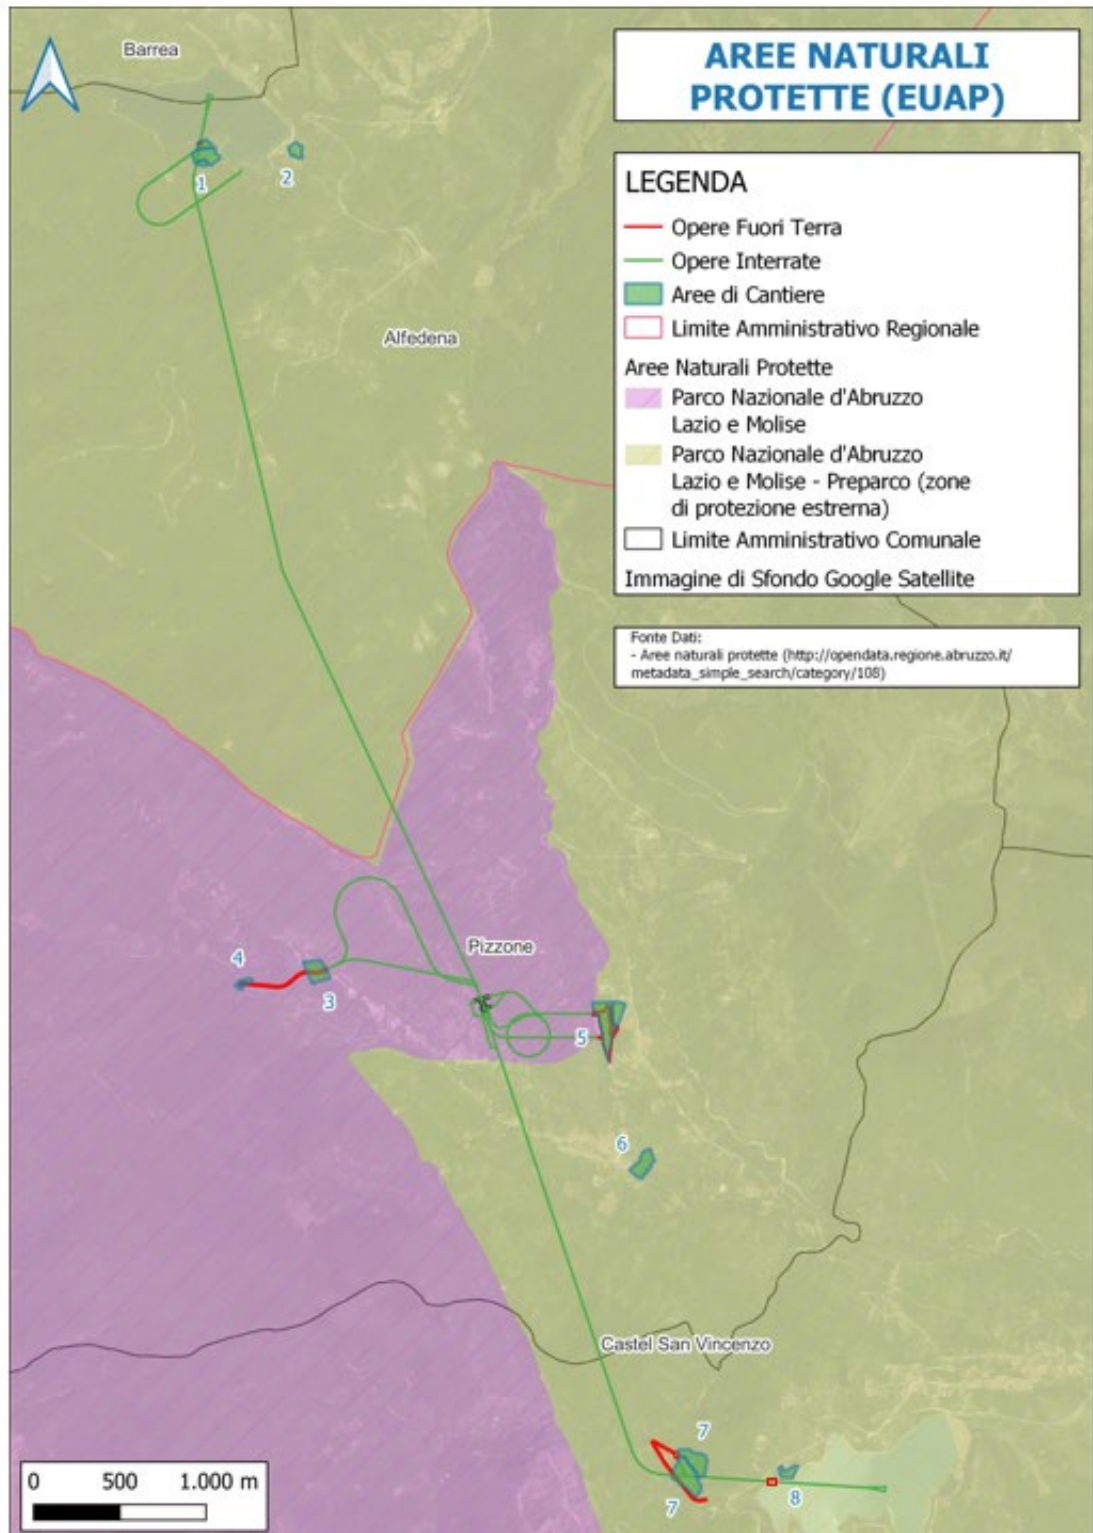 Barrea
AREE NATURALI
PROTETTE (EUAP)
1
2
LEGENDA
Opere Fuori Terra
Opere Interrate
Aree di Cantiere
Limite Amministrativo Regionale
Aree Naturali Protette
Parco Nazionale d'Abruzzo
Lazio e Molise
Parco Nazionale d'Abruzzo
Lazio e Molise - Preparco (zone
di protezione estrerna)
Limite Amministrativo Comunale
Immagine di Sfondo Google Satellite
Alfedena
Fonte Dati:
- Aree naturali protette (http://opendata.regione.abruzzo.it/
metadata_simple_search/category/108)
Pizzone
4
3
5
6
Castel San Vincenzo
7
7
8
0 500 1.000 m